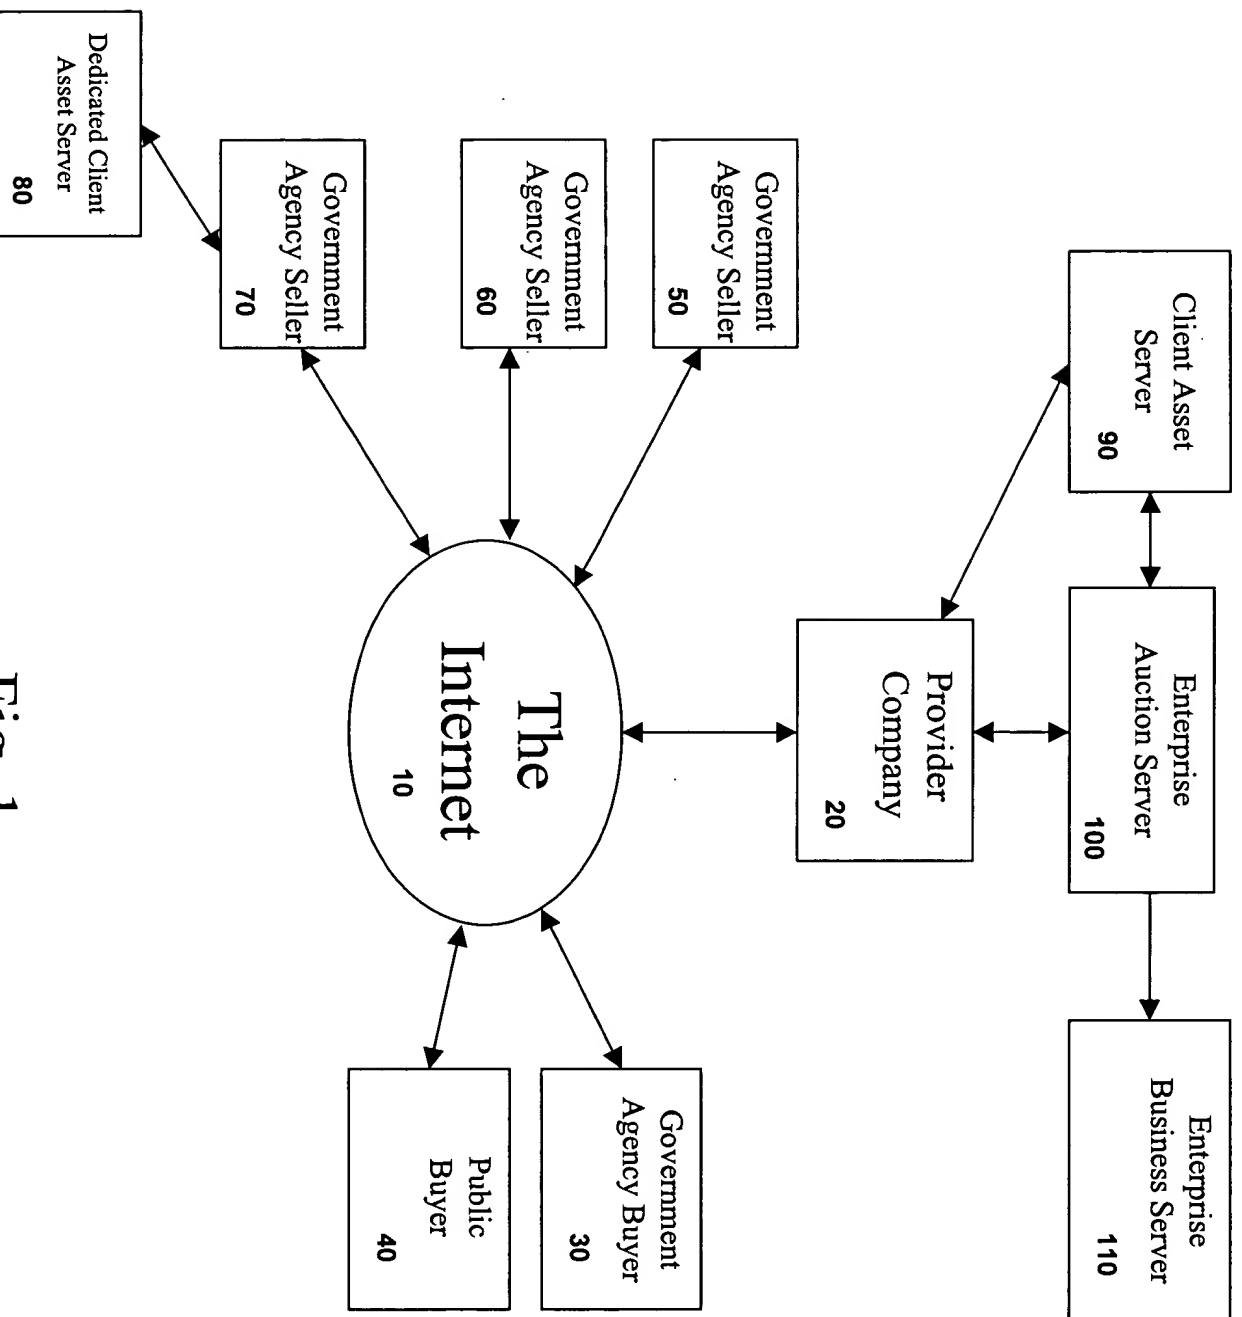 Client Asset
Server
90
Enterprise
Auction Server
100
Enterprise
Business Server
110
Provider
Company
20
Government
Agency Seller
50
Government
Agency Seller
60
Government
Agency Seller
70
Dedicated Client
Asset Server
80
The
Internet
10
Government
Agency Buyer
30
Public
Buyer
40
Fig. 1